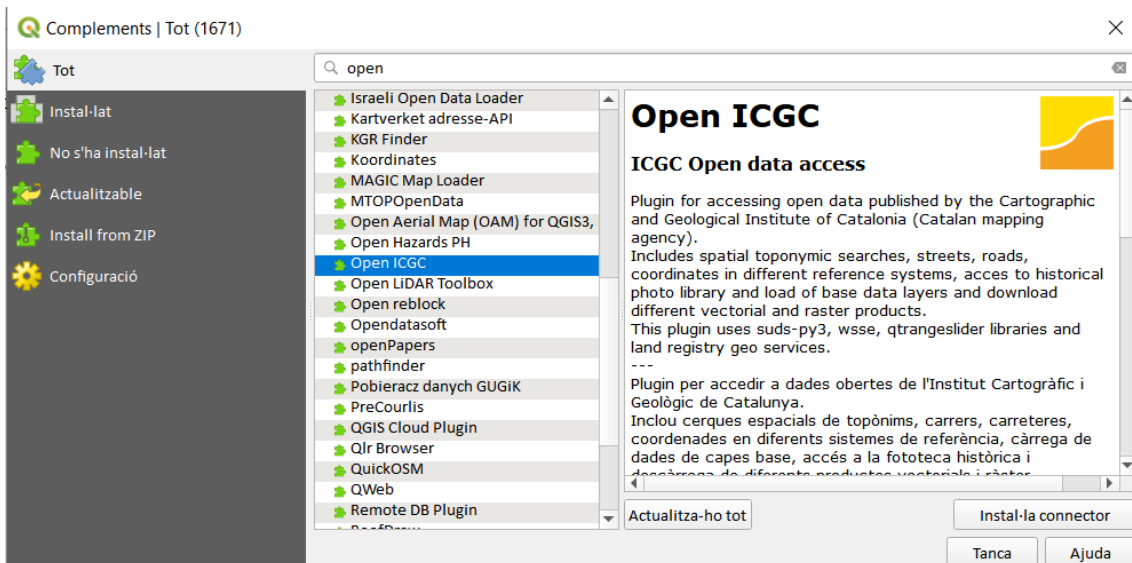 Complements | Tot (1671)
Tot
Instal·lat
No s'ha instal·lat
Actualitzable
Install from ZIP
Configuració
open
Israeli Open Data Loader
Kartverket adresse-API
KGR Finder
Koordinates
MAGIC Map Loader
MTOPOpenData
Open Aerial Map (OAM) for QGIS3,
Open Hazards PH
Open ICGC
Open LiDAR Toolbox
Open reblock
Opendatasoft
openPapers
pathfinder
Pobieracz danych GUGiK
PreCourlis
QGIS Cloud Plugin
Qlr Browser
QuickOSM
QWeb
Remote DB Plugin
Open ICGC
ICGC Open data access
Plugin for accessing open data published by the Cartographic
and Geological Institute of Catalonia (Catalan mapping
agency).
Includes spatial toponymic searches, streets, roads,
coordinates in different reference systems, acces to historical
photo library and load of base data layers and download
different vectorial and raster products.
This plugin uses suds-py3, wsse, qtrangeslider libraries and
land registry geo services.
---
Plugin per accedir a dades obertes de l'Institut Cartogràfic i
Geològic de Catalunya.
Inclou cerques espacials de topònims, carrers, carreteres,
coordenades en diferents sistemes de referència, càrrega de
dades de capes base, accés a la fototeca històrica i
descàrrega de diferents productes vectorials i ràster
Actualitza-ho tot
Instal·la connector
Tanca
Ajuda